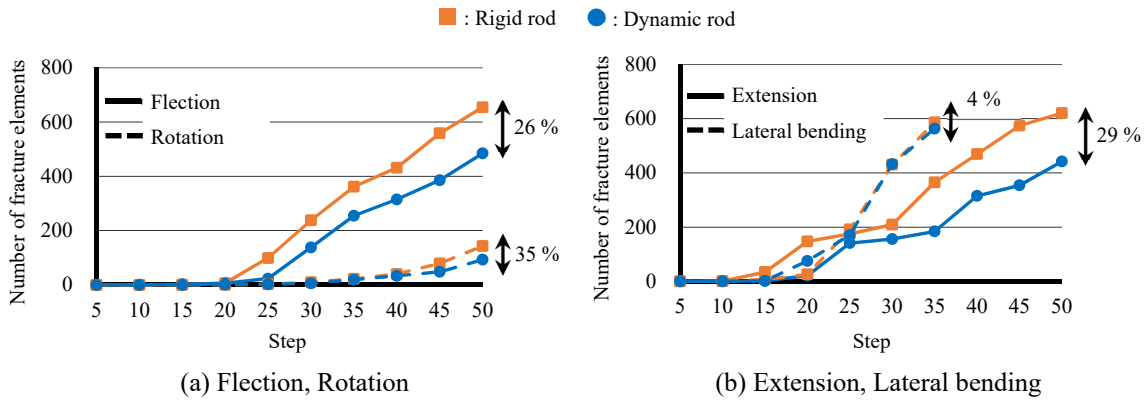 : Rigid rod : Dynamic rod
Number of fracture elements
800
600
400
200
0
Flection
Rotation
26 %
35 %
5 10 15 20 25 30 35 40 45 50
Step
(a) Flection, Rotation
Number of fracture elements
800
600
400
200
0
Extension
Lateral bending
4 %
29 %
5 10 15 20 25 30 35 40 45 50
Step
(b) Extension, Lateral bending